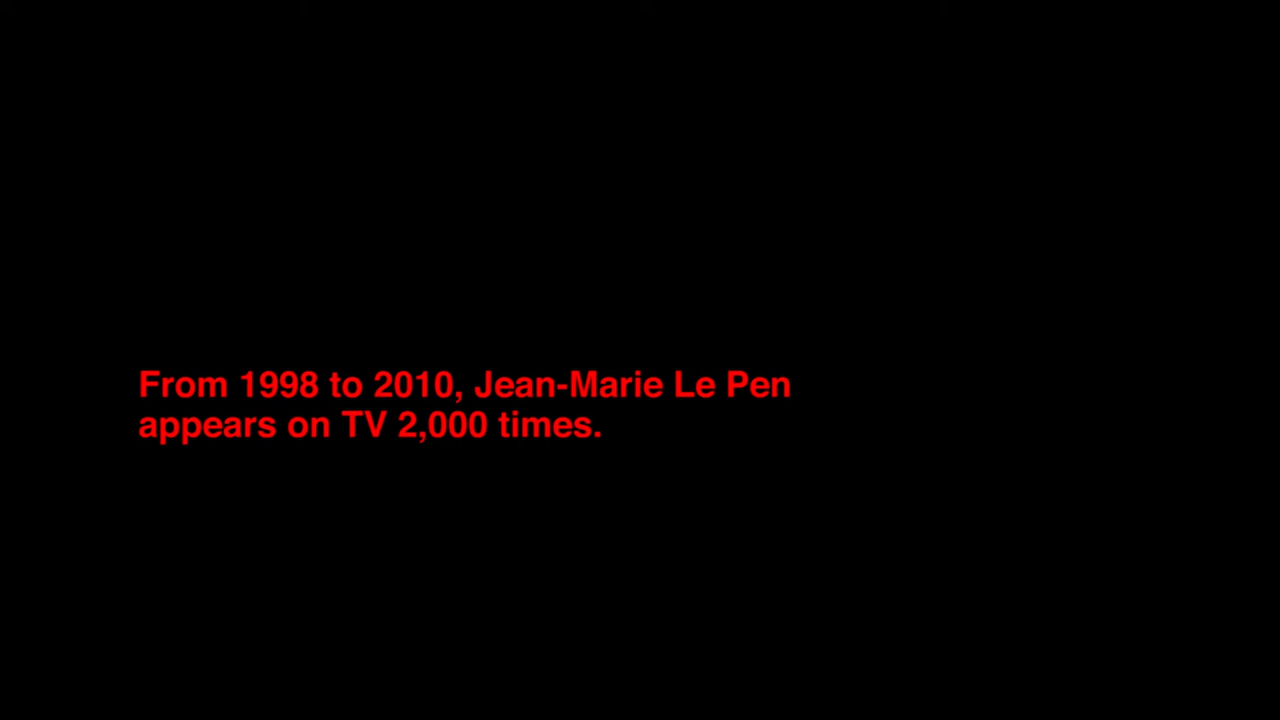 From 1998 to 2010, Jean-Marie Le Pen
appears on TV 2,000 times.